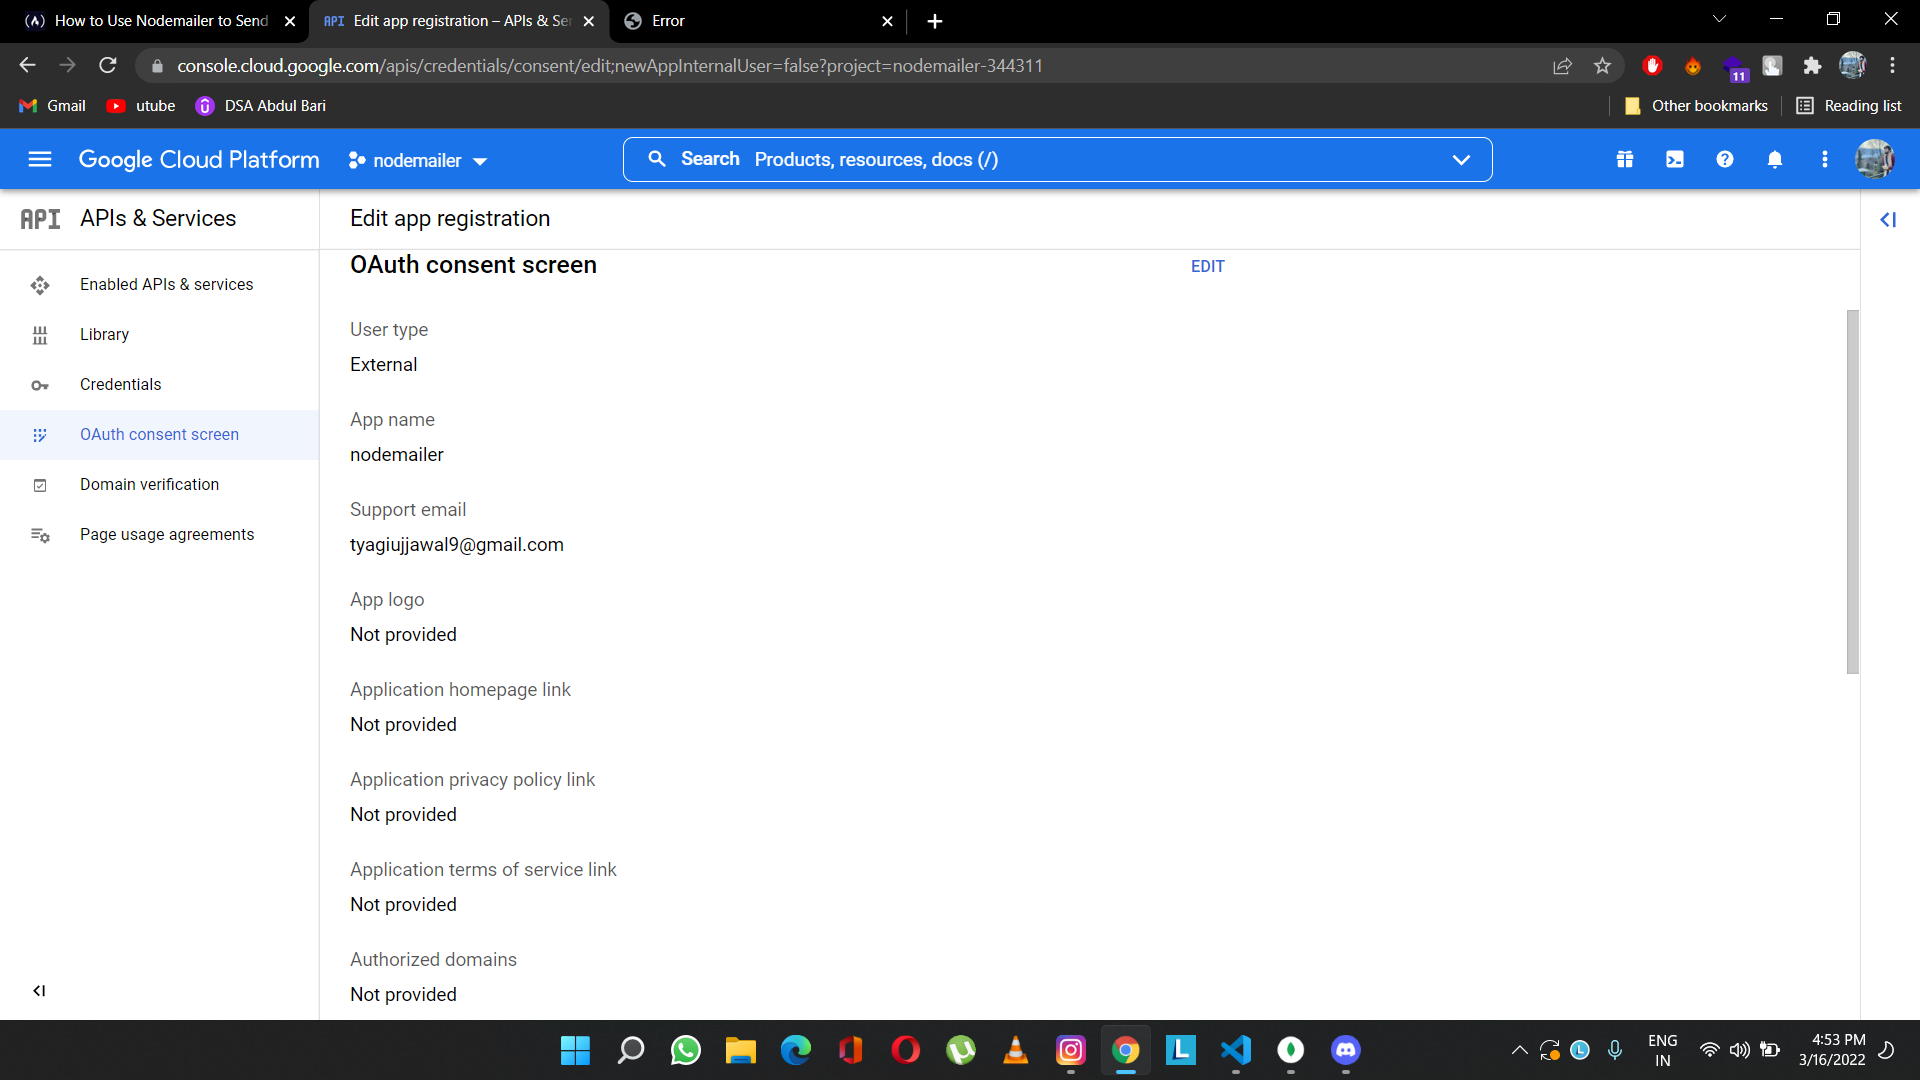 How to Use Nodemailer to Send
API Edit app registration – APIs & Ser
Error
console.cloud.google.com/apis/credentials/consent/edit;newAppInternalUser=false?project=nodemailer-344311
11
Gmail
utube
DSA Abdul Bari
Other bookmarks
Reading list
Google Cloud Platform
nodemailer
Search Products, resources, docs (/)
API APIs & Services
Edit app registration
Enabled APIs & services
Library
Credentials
OAuth consent screen
Domain verification
Page usage agreements
OAuth consent screen
EDIT
User type
External
App name
nodemailer
Support email
tyagiujjawal9@gmail.com
App logo
Not provided
Application homepage link
Not provided
Application privacy policy link
Not provided
Application terms of service link
Not provided
Authorized domains
Not provided
L
ENG
IN
4:53 PM
3/16/2022